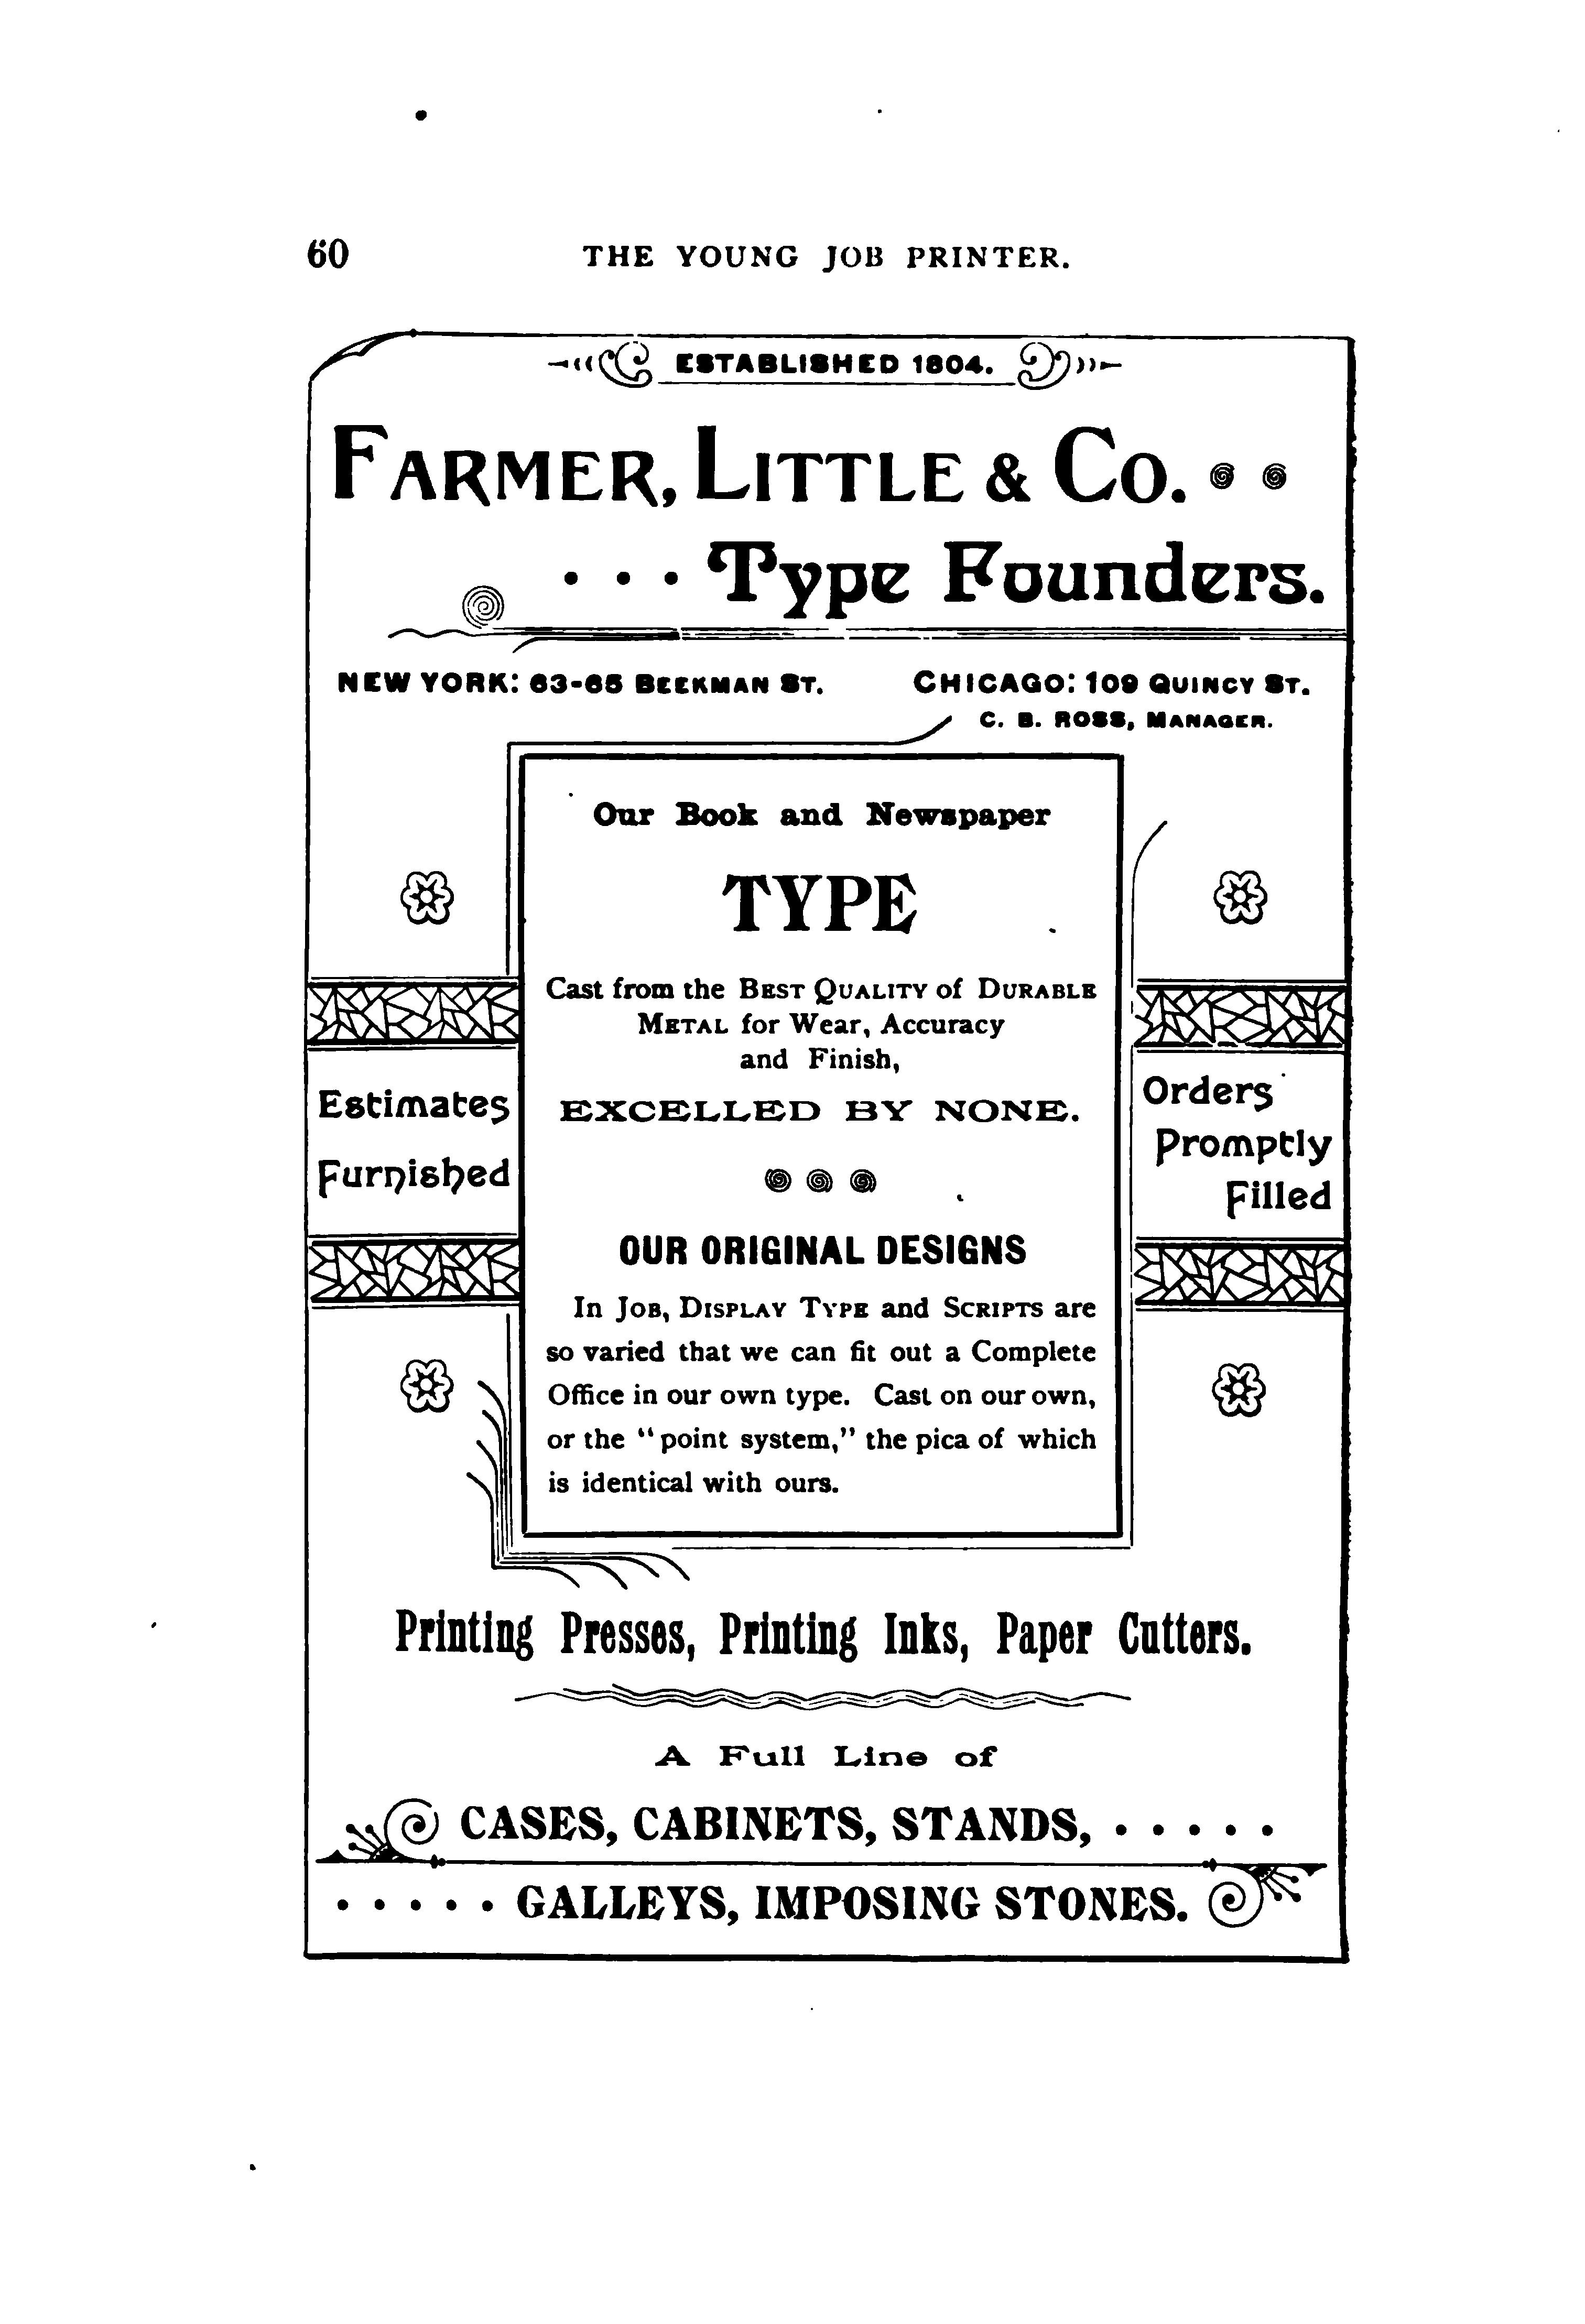 60 THE YOUNG JOB PRINTER.
ESTABLISHED 1804.
FARMER, LITTLE & CO.
. . . Type Founders.
NEW YORK: 63-65 BEEKMAN ST. CHICAGO: 109 QUINCY ST.
C. B. ROSS, MANAGER.
Our Book and Newspaper
TYPE
Cast from the BEST QUALITY of DURABLE
METAL for Wear, Accuracy
and Finish,
EXCELLED BY NONE.
Estimates
Furnished
Orders
Promptly
Filled
OUR ORIGINAL DESIGNS
In JOB, DISPLAY TYPE and SCRIPTS are
so varied that we can fit out a Complete
Office in our own type. Cast on our own,
or the "point system," the pica of which
is identical with ours.
Printing Presses, Printing Inks, Paper Cutters.
A Full Line of
CASES, CABINETS, STANDS, . . . . .
. . . . . GALLEYS, IMPOSING STONES.